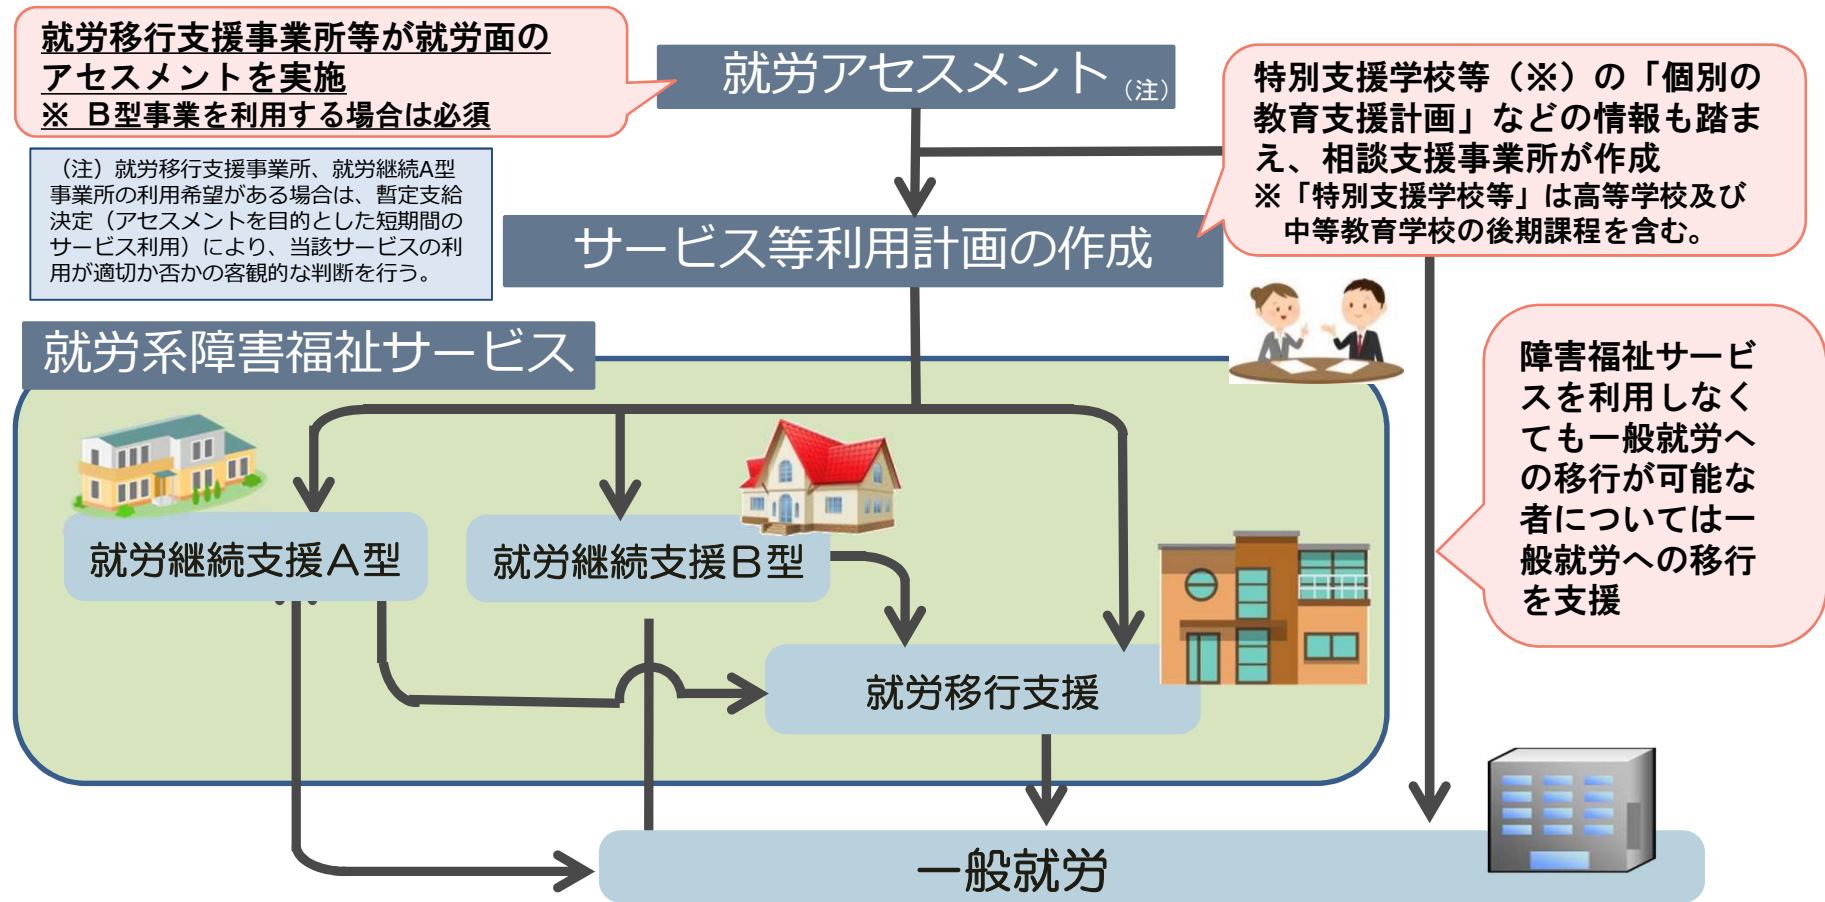 就労移行支援事業所等が就労面の
アセスメントを実施
※ B型事業を利用する場合は必須
就労アセスメント（注）
特別支援学校等（※）の「個別の
教育支援計画」などの情報も踏ま
え、相談支援事業所が作成
※「特別支援学校等」は高等学校及び
中等教育学校の後期課程を含む。
（注）就労移行支援事業所、就労継続A型
事業所の利用希望がある場合は、暫定支給
決定（アセスメントを目的とした短期間の
サービス利用）により、当該サービスの利
用が適切か否かの客観的な判断を行う。
サービス等利用計画の作成
就労系障害福祉サービス
障害福祉サービ
スを利用しなく
ても一般就労へ
の移行が可能な
者については一
般就労への移行
を支援
就労継続支援A型
就労継続支援B型
就労移行支援
一般就労